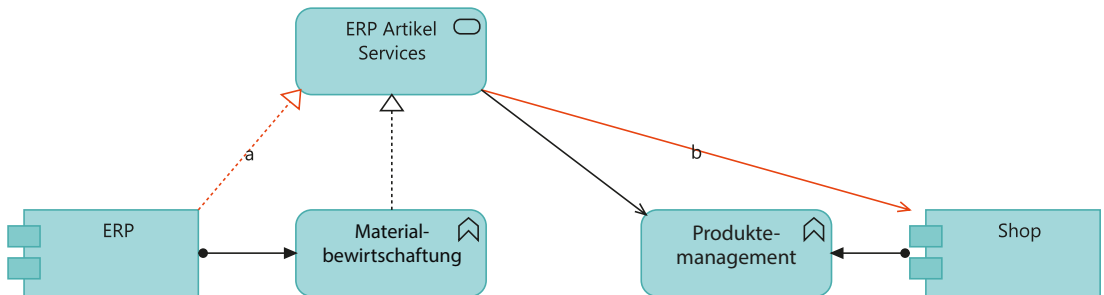 ERP Artikel
Services
a
b
ERP
Material-
bewirtschaftung
Produkte-
management
Shop